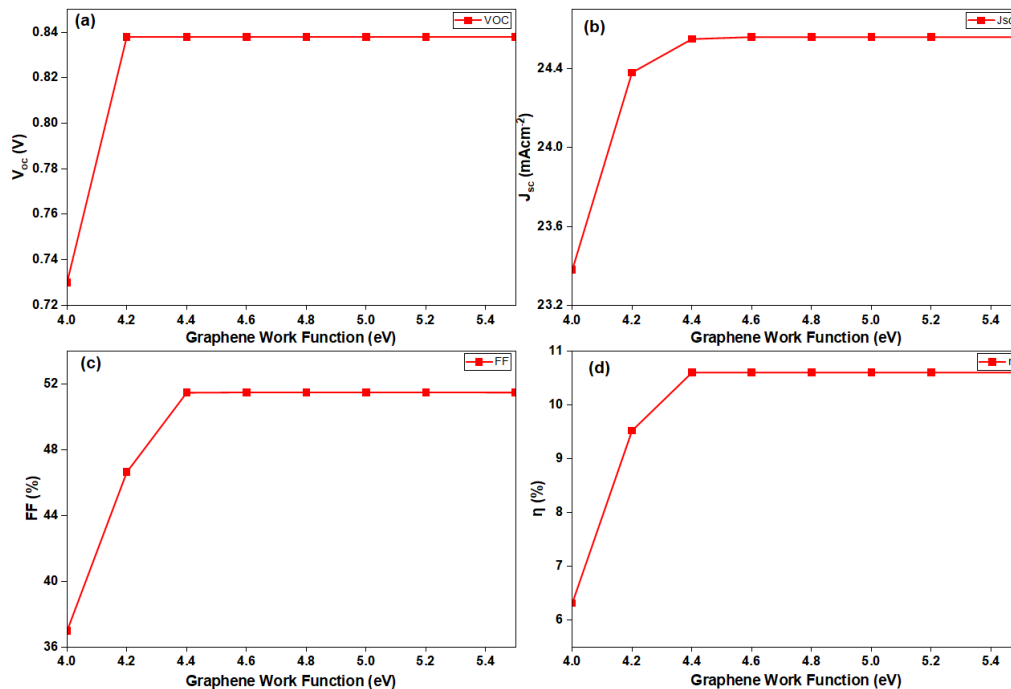 (a)
VOC
0.84
0.82
0.80
0.78
0.76
0.74
0.72
V_OC (V)
4.0 4.2 4.4 4.6 4.8 5.0 5.2 5.4
Graphene Work Function (eV)
(b)
Jsc
24.4
24.0
23.6
23.2
J_sc (mAcm⁻²)
4.0 4.2 4.4 4.6 4.8 5.0 5.2 5.4
Graphene Work Function (eV)
(c)
FF
52
48
44
40
36
FF (%)
4.0 4.2 4.4 4.6 4.8 5.0 5.2 5.4
Graphene Work Function (eV)
(d)
11
10
9
8
7
6
η (%)
4.0 4.2 4.4 4.6 4.8 5.0 5.2 5.4
Graphene Work Function (eV)